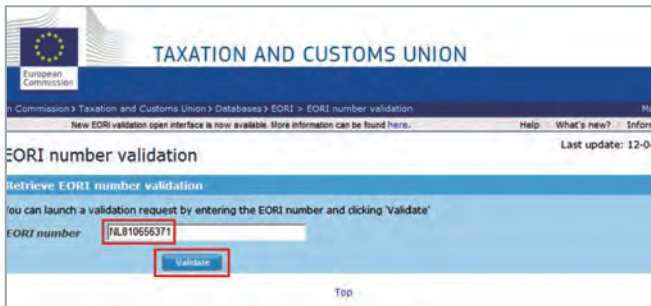 TAXATION AND CUSTOMS UNION
European
Commission
n Commission > Taxation and Customs Union > Databases > EORI > EORI number validation
New EORI validation open interface is now available. More information can be found here.
Help What's new? Inform
Last update: 12-0
EORI number validation
Retrieve EORI number validation
You can launch a validation request by entering the EORI number and clicking 'Validate'
EORI number NL810656371
Validate
Top